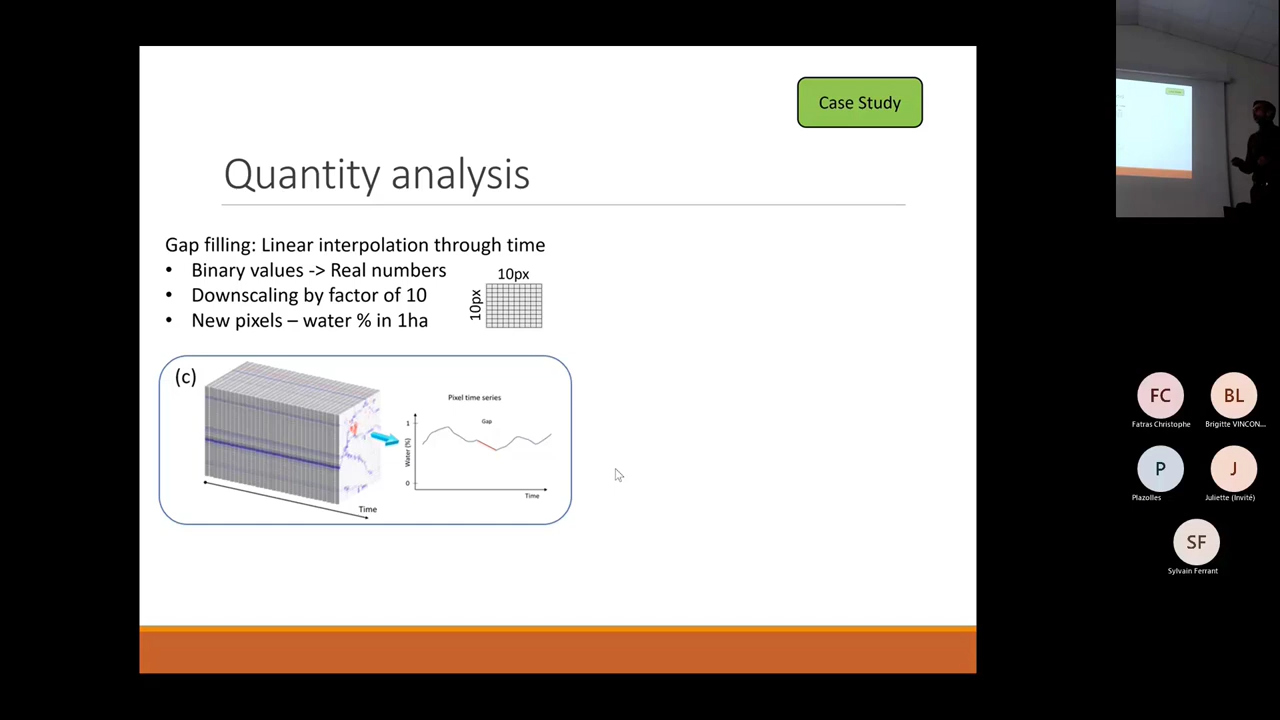 Case Study
Quantity analysis
Gap filling: Linear interpolation through time
• Binary values -> Real numbers
• Downscaling by factor of 10
• New pixels – water % in 1ha
10px
10px
(c)
Time
Pixel time series
Gap
1
Water (%)
0
Time
FC
Fatras Christophe
BL
Brigitte VINCON...
P
Plazolles
J
Juliette (Invité)
SF
Sylvain Ferrant